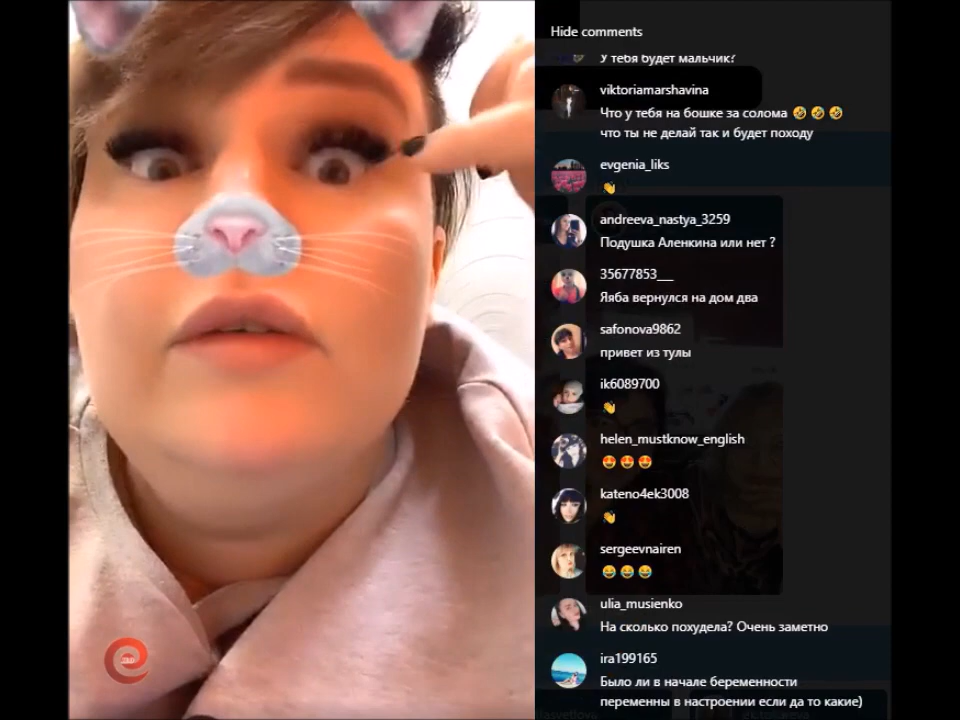 Hide comments
У тебя будет мальчик?
viktoriamarshavina
Что у тебя на бошке за солома 🤣 🤣 🤣
что ты не делай так и будет походу
evgenia_liks
👋
andreeva_nastya_3259
Подушка Аленкина или нет ?
35677853___
Яяба вернулся на дом два
safonova9862
привет из тулы
ik6089700
👋
helen_mustknow_english
😍 😍 😍
kateno4ek3008
👋
sergeevnairen
😂 😂 😂
ulia_musienko
На сколько похудела? Очень заметно
ira199165
Было ли в начале беременности
переменны в настроении если да то какие)